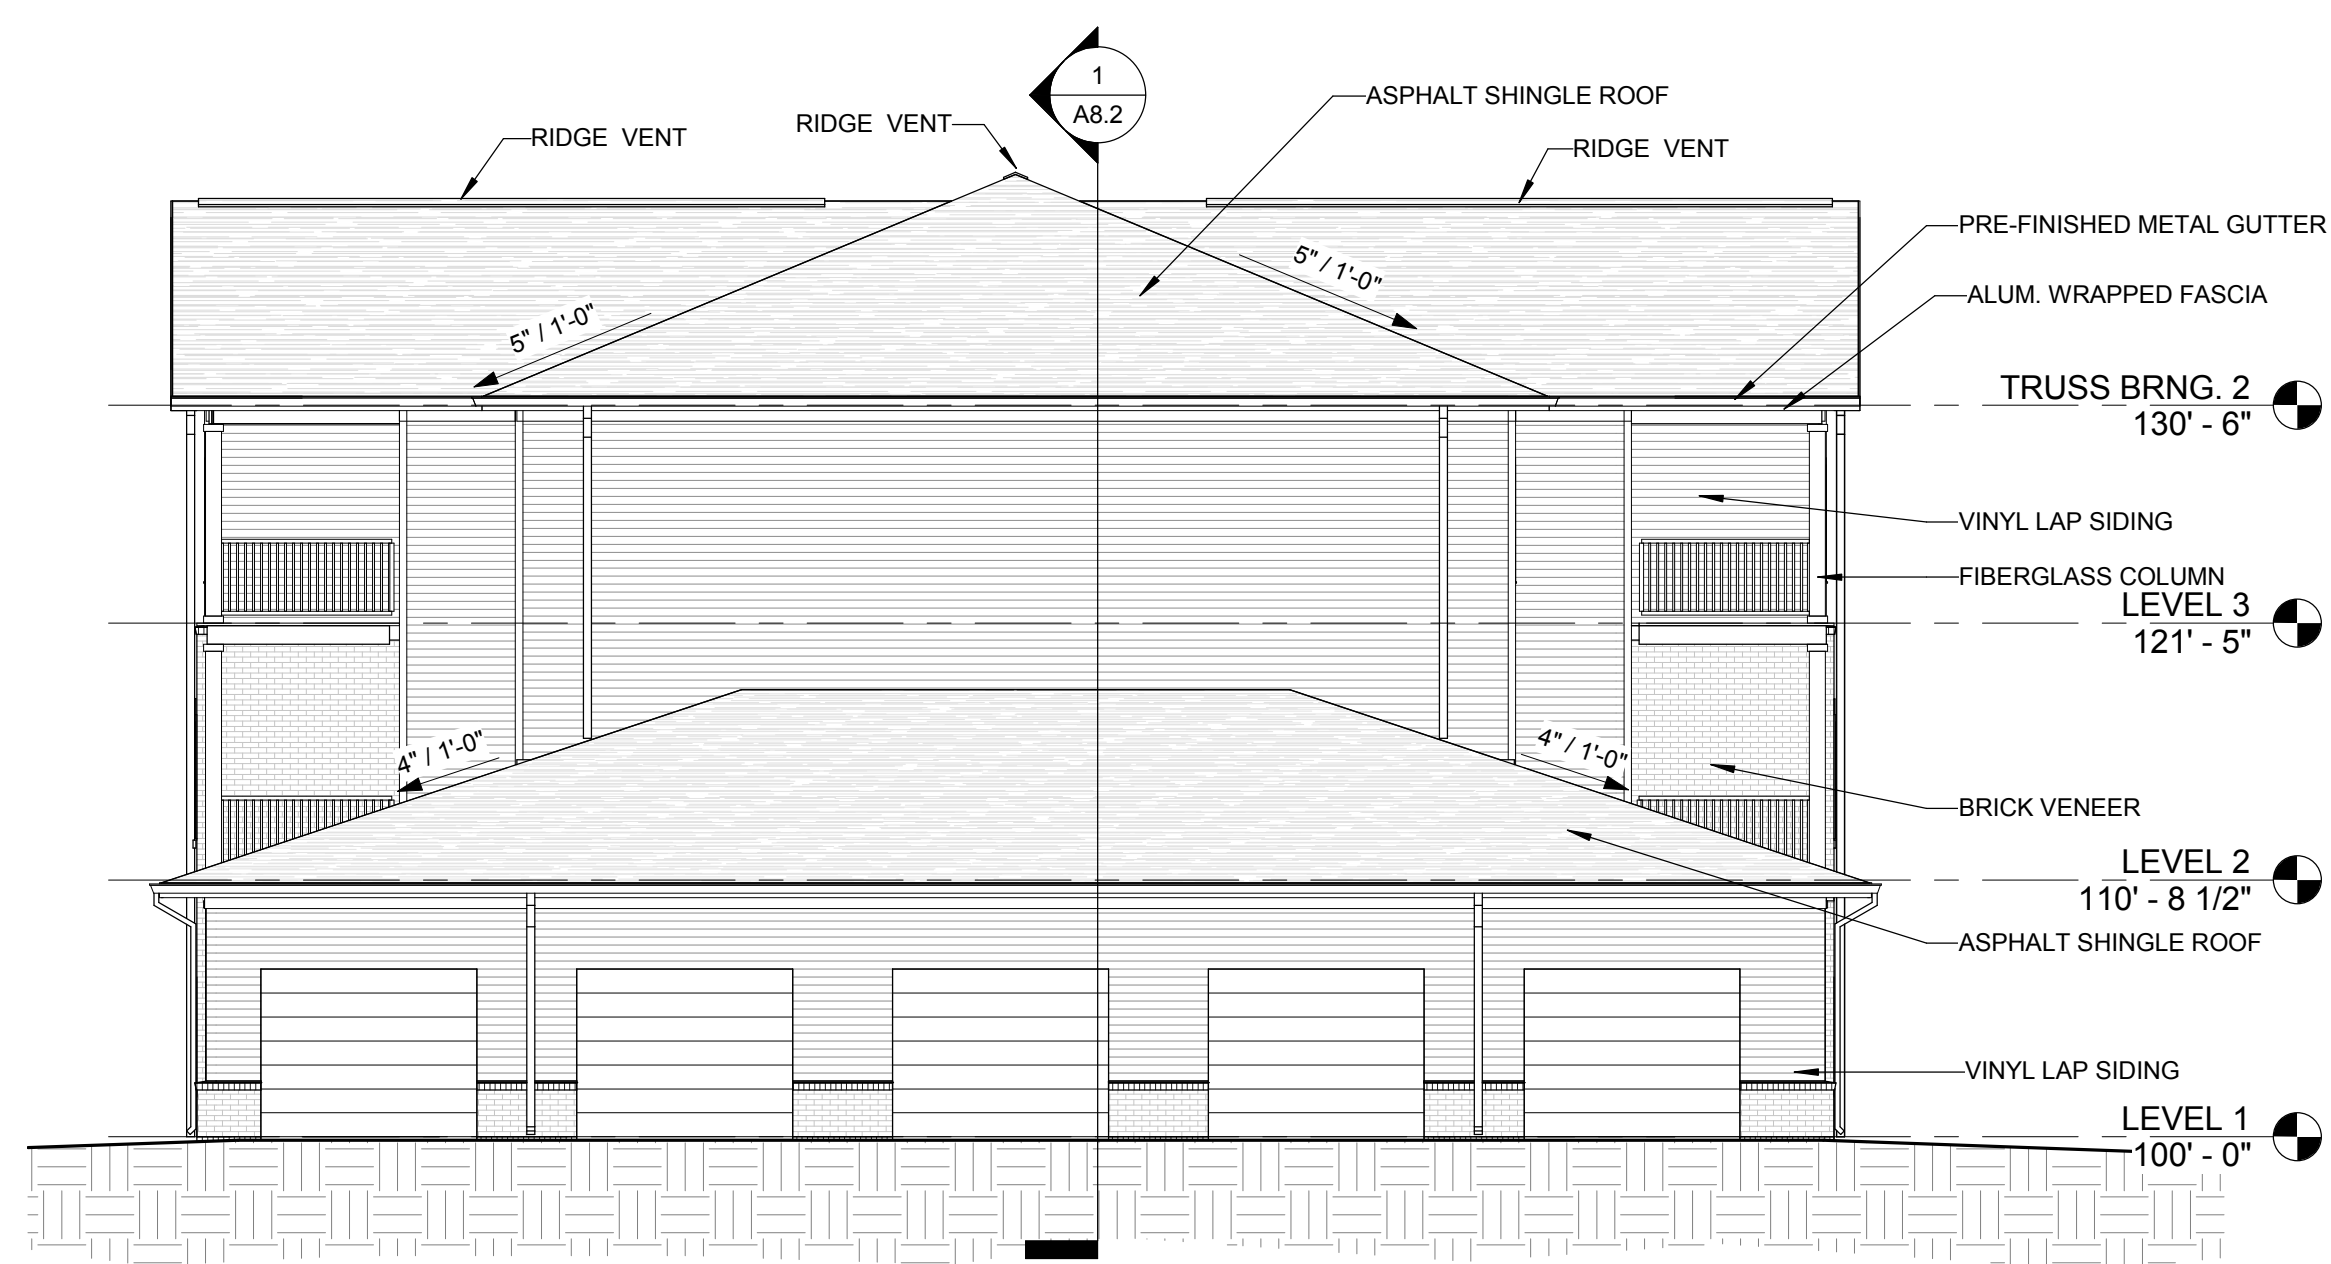 1
A8.2
ASPHALT SHINGLE ROOF
RIDGE VENT
RIDGE VENT
RIDGE VENT
PRE-FINISHED METAL GUTTER
5" / 1'-0"
5" / 1'-0"
ALUM. WRAPPED FASCIA
TRUSS BRNG. 2
130' - 6"
VINYL LAP SIDING
FIBERGLASS COLUMN
LEVEL 3
121' - 5"
4" / 1'-0"
4" / 1'-0"
BRICK VENEER
LEVEL 2
110' - 8 1/2"
ASPHALT SHINGLE ROOF
VINYL LAP SIDING
LEVEL 1
100' - 0"